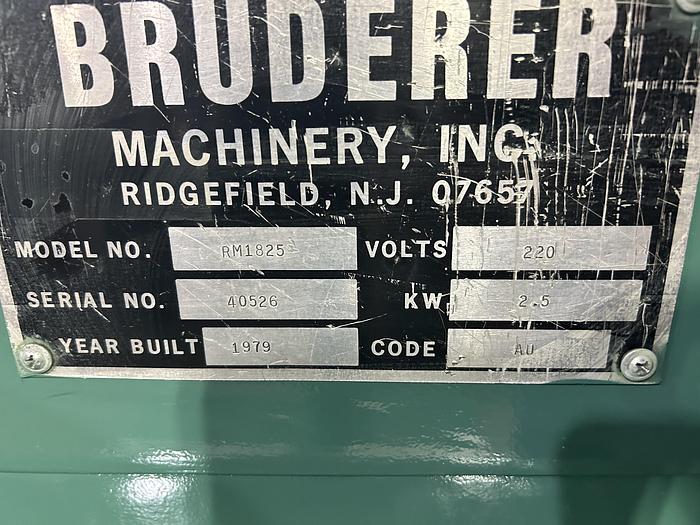 BRUDERER
MACHINERY, INC.
RIDGEFIELD, N.J. 07657
MODEL NO. RM1825 VOLTS 220
SERIAL NO. 40526 KW. 2.5
YEAR BUILT 1979 CODE AU